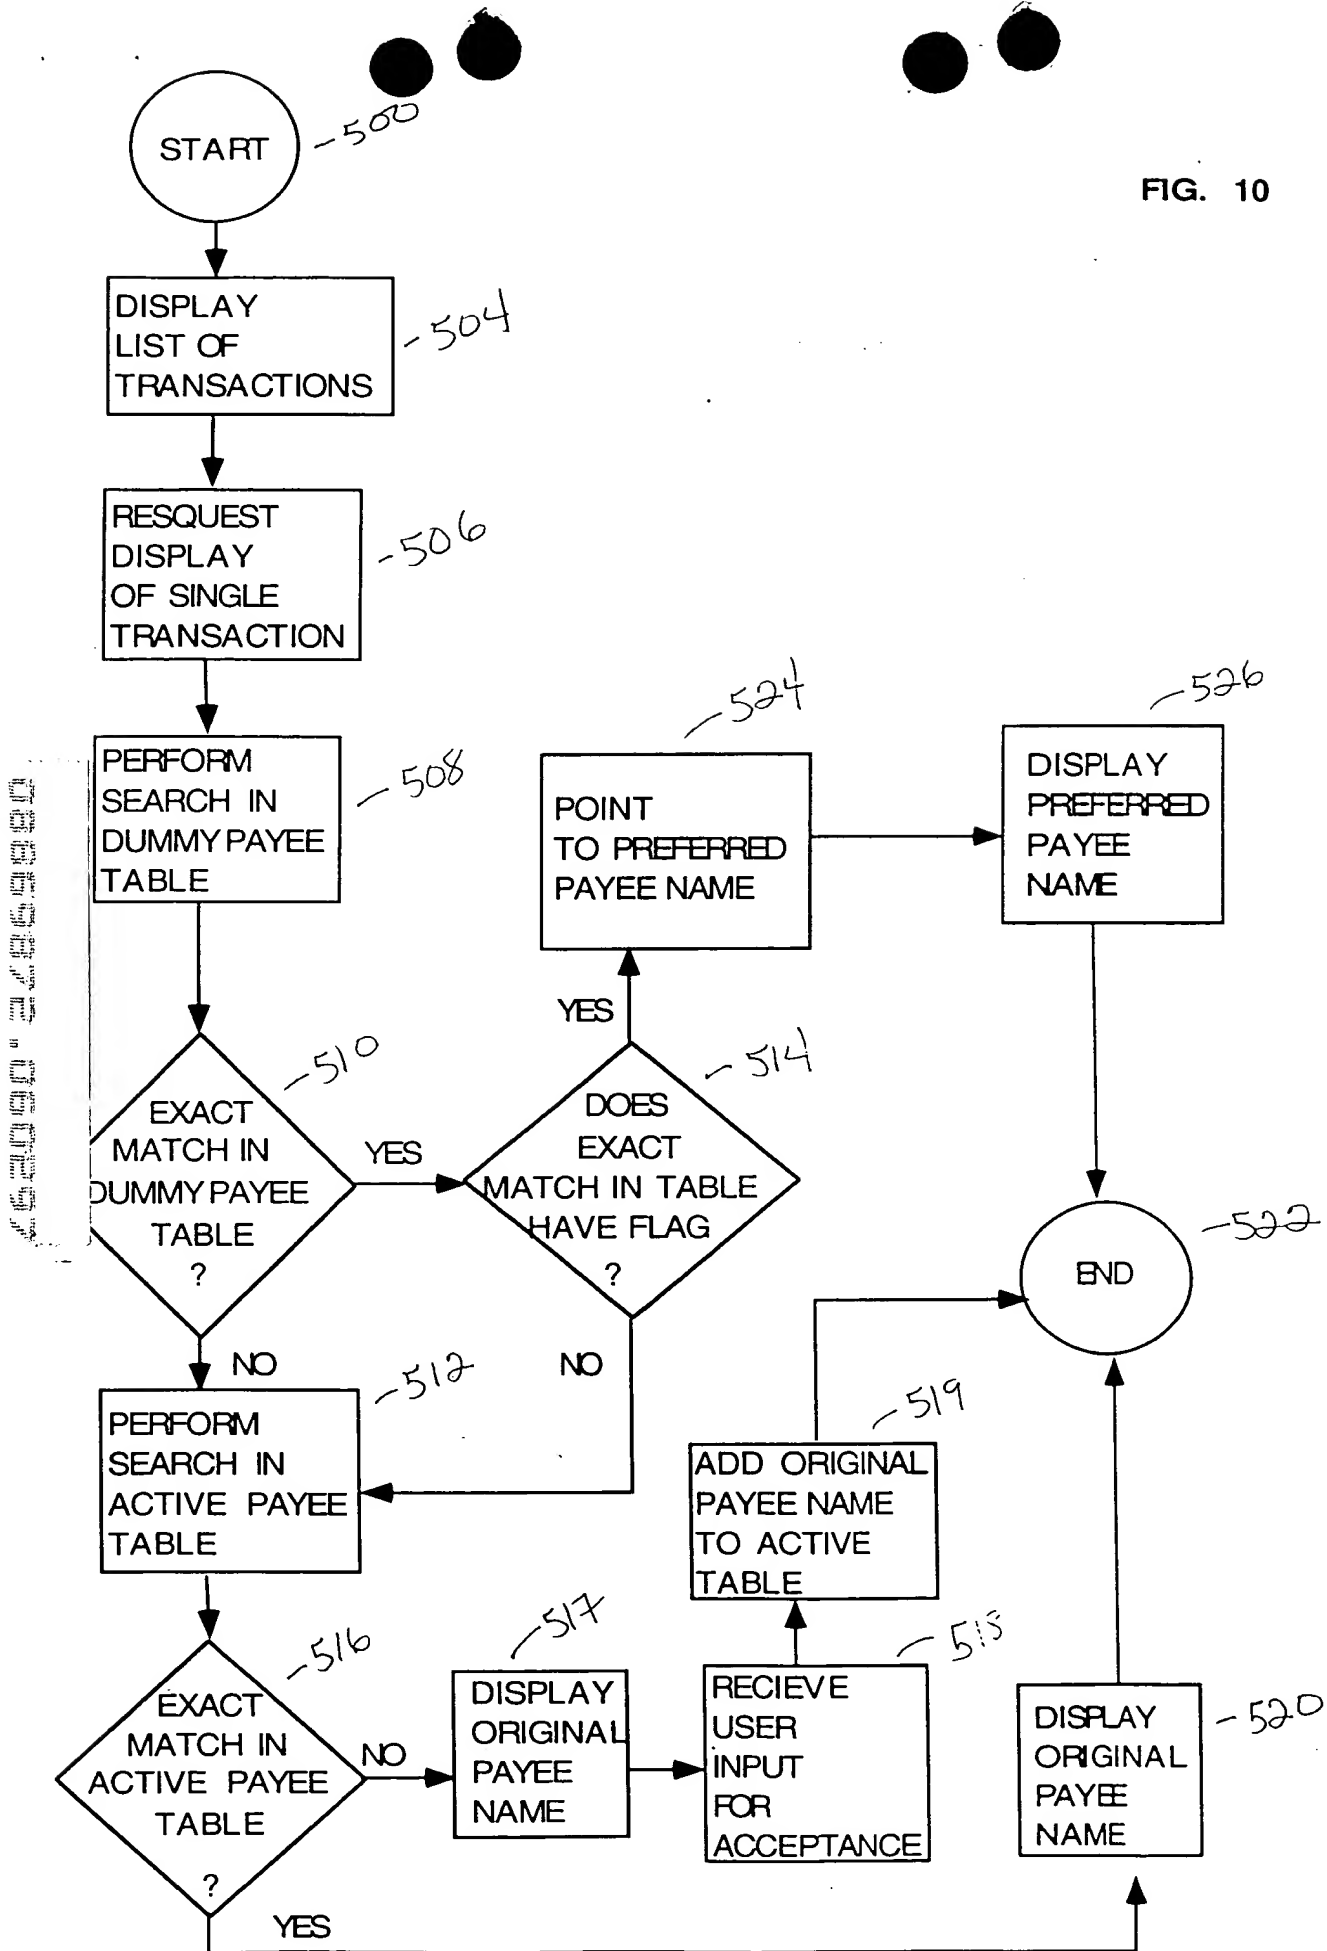 FIG. 10
START
500
DISPLAY
LIST OF
TRANSACTIONS
504
RESQUEST
DISPLAY
OF SINGLE
TRANSACTION
506
PERFORM
SEARCH IN
DUMMY PAYEE
TABLE
508
EXACT
MATCH IN
DUMMY PAYEE
TABLE
?
510
YES
NO
DOES
EXACT
MATCH IN TABLE
HAVE FLAG
?
514
YES
NO
POINT
TO PREFERRED
PAYEE NAME
524
DISPLAY
PREFERRED
PAYEE
NAME
526
END
522
PERFORM
SEARCH IN
ACTIVE PAYEE
TABLE
512
EXACT
MATCH IN
ACTIVE PAYEE
TABLE
?
516
NO
YES
DISPLAY
ORIGINAL
PAYEE
NAME
517
RECIEVE
USER
INPUT
FOR
ACCEPTANCE
ADD ORIGINAL
PAYEE NAME
TO ACTIVE
TABLE
519
DISPLAY
ORIGINAL
PAYEE
NAME
520